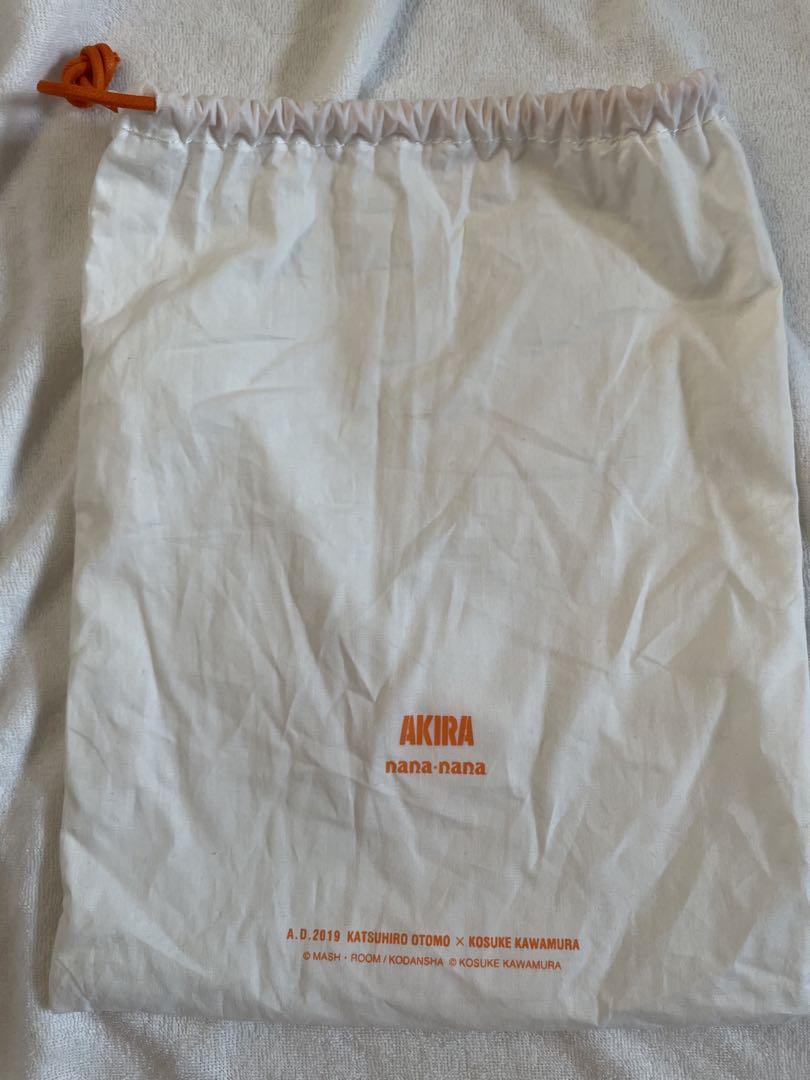 AKIRA
nana-nana
A.D.2019 KATSUHIRO OTOMO × KOSUKE KAWAMURA
© MASH・ROOM / KODANSHA © KOSUKE KAWAMURA